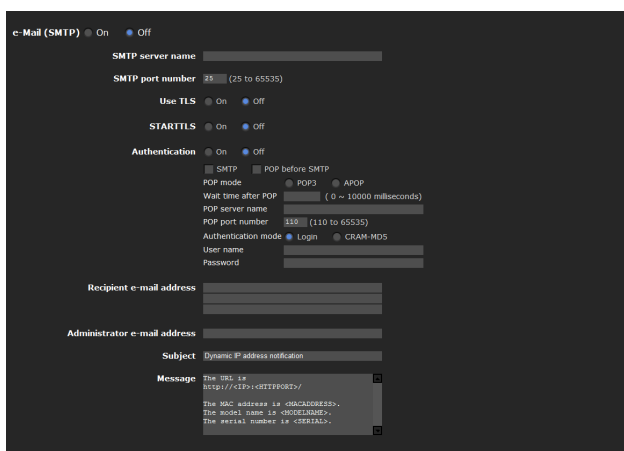 e-Mail (SMTP) On Off
SMTP server name
SMTP port number 25 (25 to 65535)
Use TLS On Off
STARTTLS On Off
Authentication On Off
SMTP POP before SMTP
POP mode POP3 APOP
Wait time after POP ( 0 ~ 10000 milliseconds)
POP server name
POP port number 110 (110 to 65535)
Authentication mode Login CRAM-MD5
User name
Password
Recipient e-mail address
Administrator e-mail address
Subject Dynamic IP address notification
Message The URL is
http://<IP>:<HTTPPORT>/
The MAC address is <MACADDRESS>.
The model name is <MODELNAME>.
The serial number is <SERIAL>.